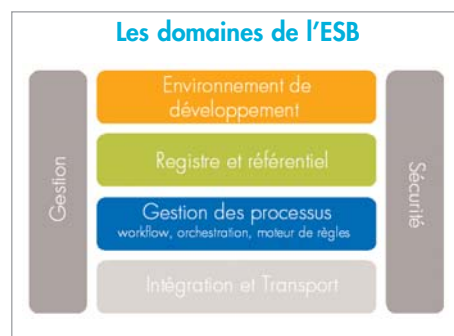 Les domaines de l'ESB
Environnement de
développement
Registre et référentiel
Gestion des processus
workflow, orchestration, moteur de règles
Intégration et Transport
Gestion
Sécurité